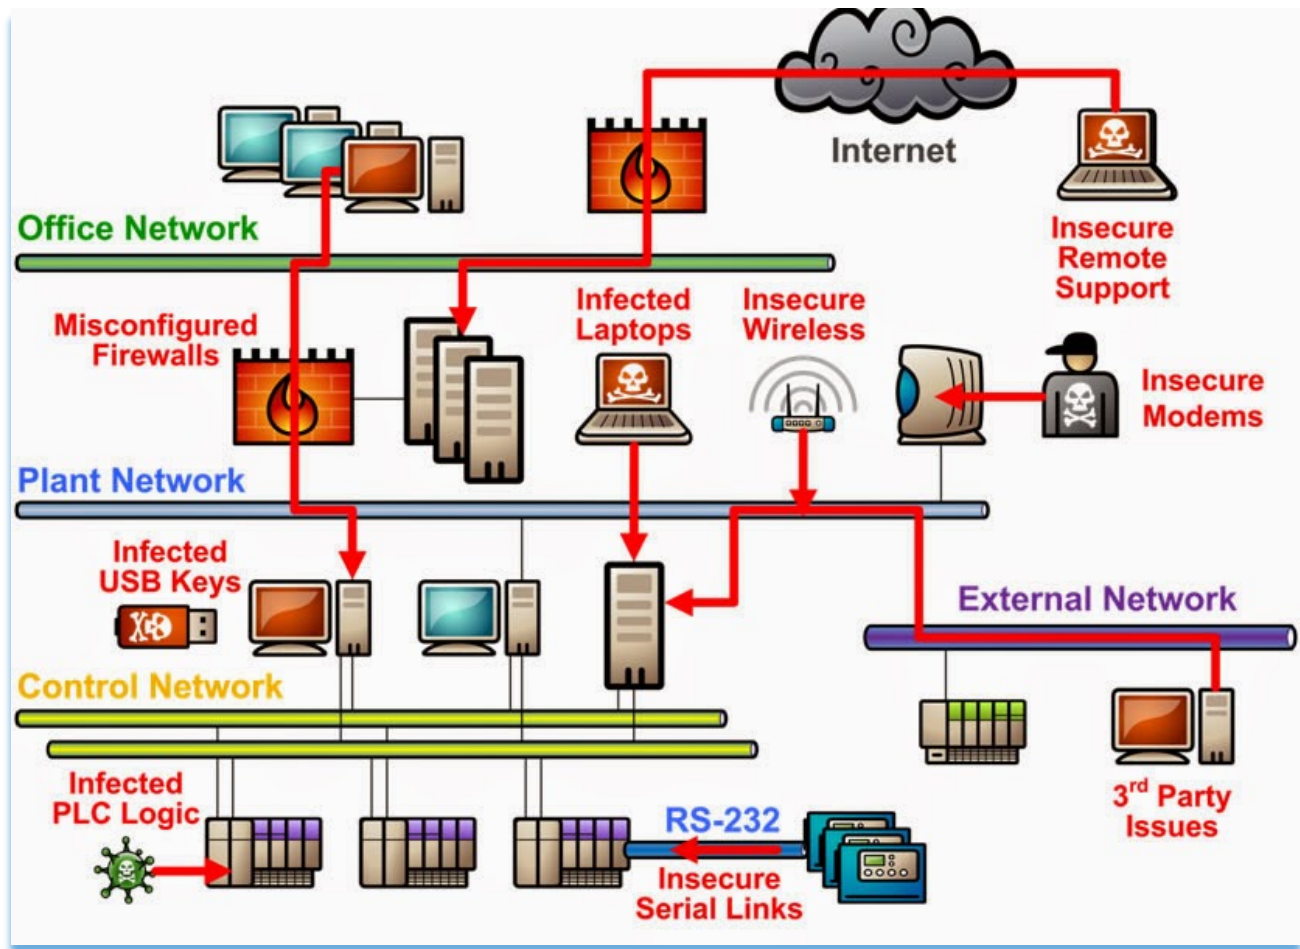 Internet
Insecure
Remote
Support
Office Network
Misconfigured
Firewalls
Infected
Laptops
Insecure
Wireless
Insecure
Modems
Plant Network
Infected
USB Keys
External Network
Control Network
Infected
PLC Logic
RS-232
Insecure
Serial Links
3rd Party
Issues